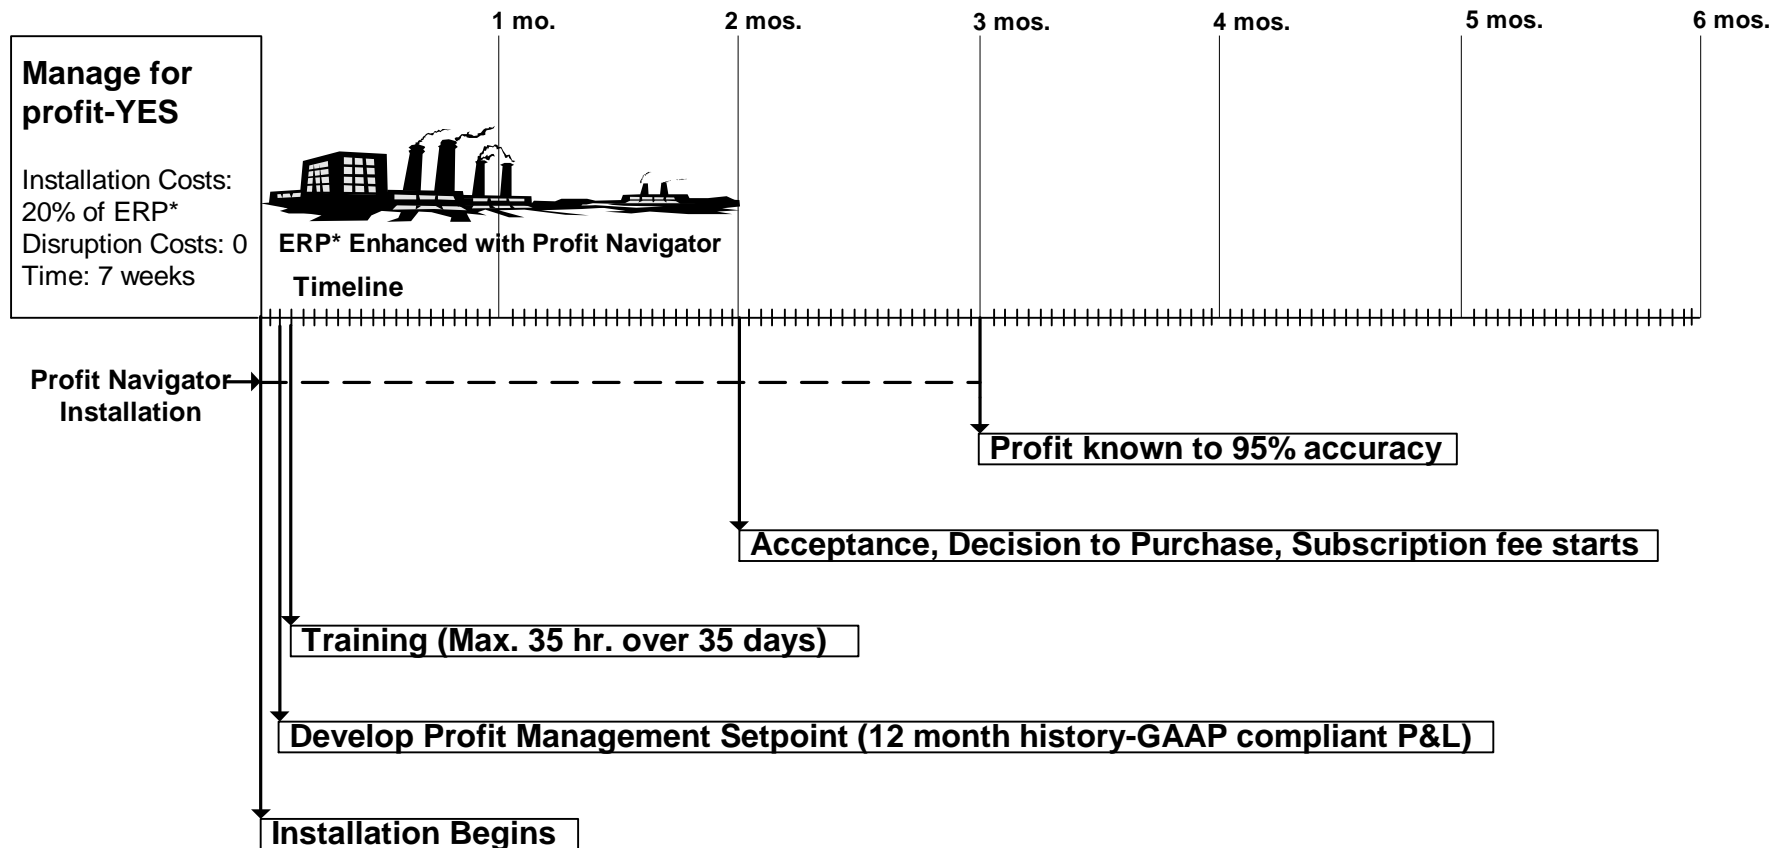 1 mo.
2 mos.
3 mos.
4 mos.
5 mos.
6 mos.
Manage for
profit-YES
Installation Costs:
20% of ERP*
Disruption Costs: 0
Time: 7 weeks
ERP* Enhanced with Profit Navigator
Timeline
Profit Navigator
Installation
Profit known to 95% accuracy
Acceptance, Decision to Purchase, Subscription fee starts
Training (Max. 35 hr. over 35 days)
Develop Profit Management Setpoint (12 month history-GAAP compliant P&L)
Installation Begins